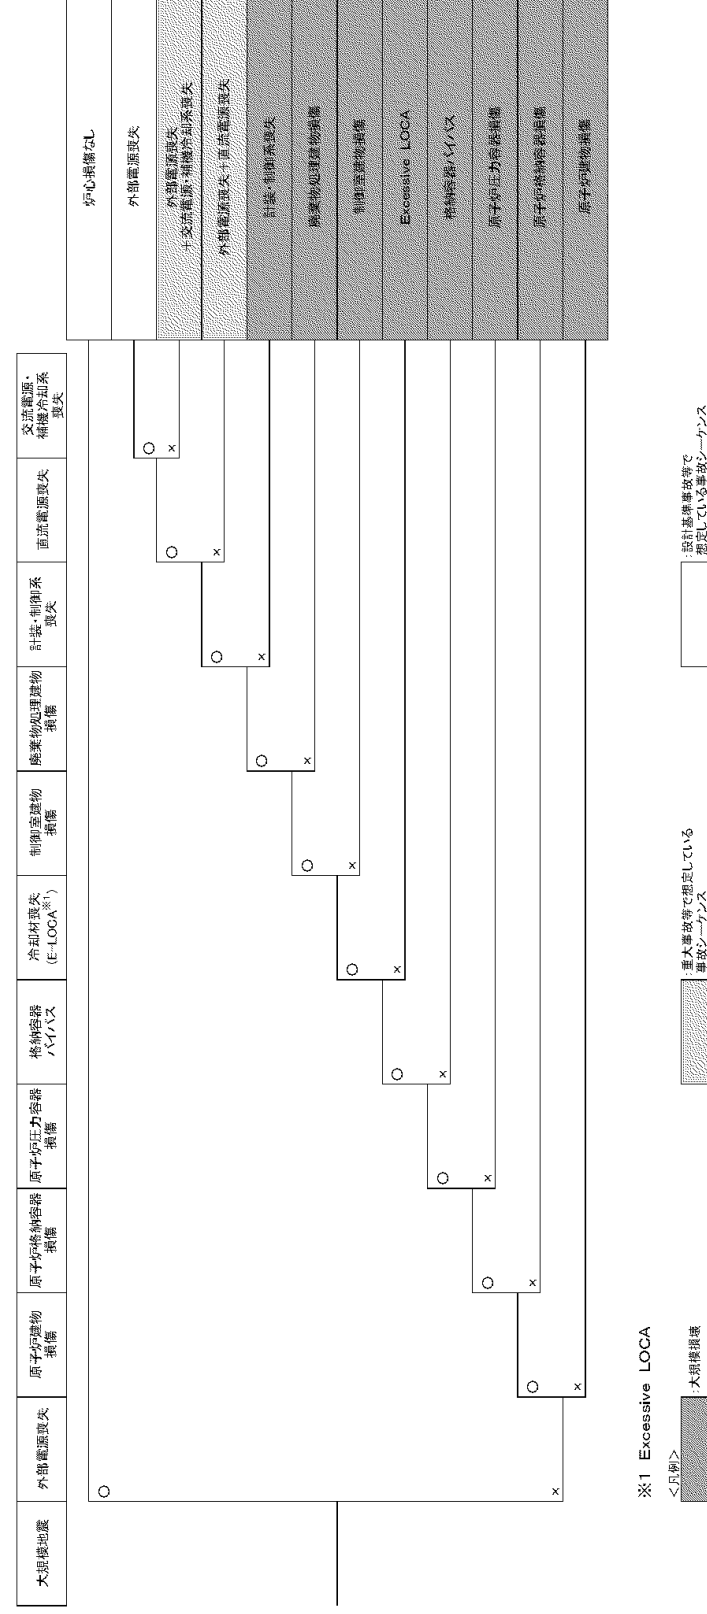 大規模地震
外部電源喪失
原子炉建物
損傷
原子炉格納容器
損傷
原子炉圧力容器
損傷
格納容器
バイパス
冷却材喪失
(E-LOCA※1)
制御室建物
損傷
廃棄物処理建物
損傷
計装・制御系
喪失
直流電源喪失
交流電源・
補機冷却系
喪失
炉心損傷なし
外部電源喪失
外部電源喪失
+交流電源・補機冷却系喪失
外部電源喪失+直流電源喪失
計装・制御系喪失
廃棄物処理建物損傷
制御室建物損傷
Excessive LOCA
格納容器バイパス
原子炉圧力容器損傷
原子炉格納容器損傷
原子炉建物損傷
○
×
○
×
○
×
○
×
○
×
○
×
○
×
○
×
○
×
○
×
○
×
※1 Excessive LOCA
<凡例>
:大規模損壊
:重大事故等で想定している
事故シーケンス
:設計基準事故等で
想定している事故シーケンス